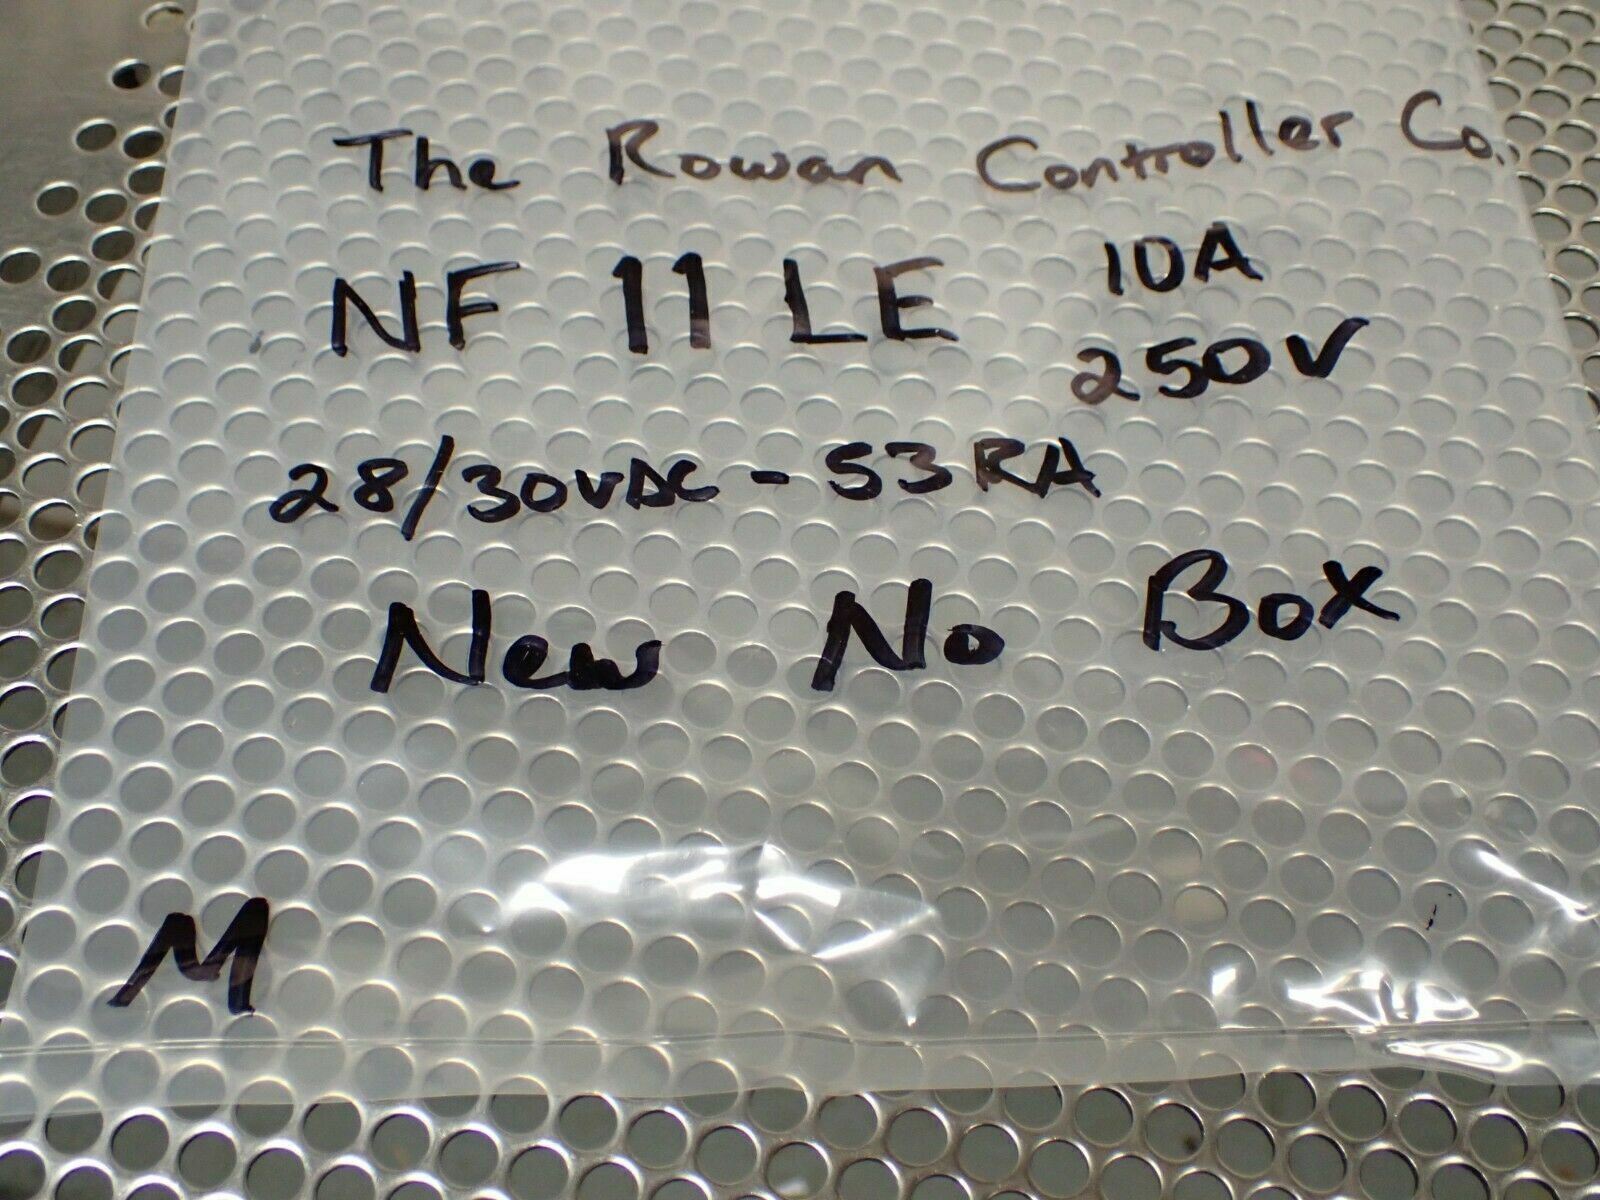 The Rowan Controller Co.
NF 11 LE 10A
250V
28/30VDC - 53RA
New No Box
M